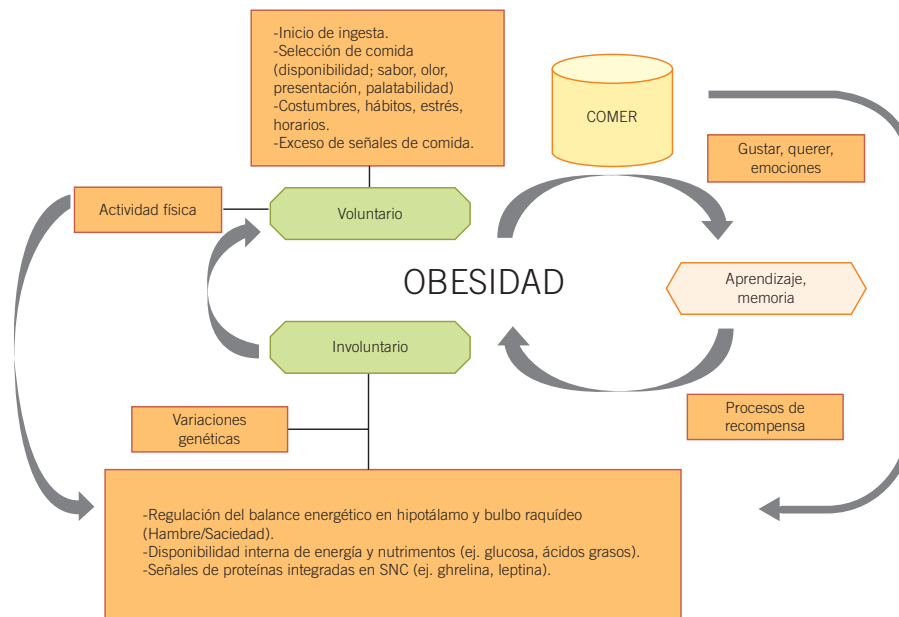 -Inicio de ingesta.
-Selección de comida
(disponibilidad; sabor, olor,
presentación, palatabilidad)
-Costumbres, hábitos, estrés,
horarios.
-Exceso de señales de comida.
COMER
Gustar, querer,
emociones
Actividad física
Voluntario
OBESIDAD
Aprendizaje,
memoria
Involuntario
Variaciones
genéticas
Procesos de
recompensa
-Regulación del balance energético en hipotálamo y bulbo raquídeo
(Hambre/Saciedad).
-Disponibilidad interna de energía y nutrimentos (ej. glucosa, ácidos grasos).
-Señales de proteínas integradas en SNC (ej. ghrelina, leptina).